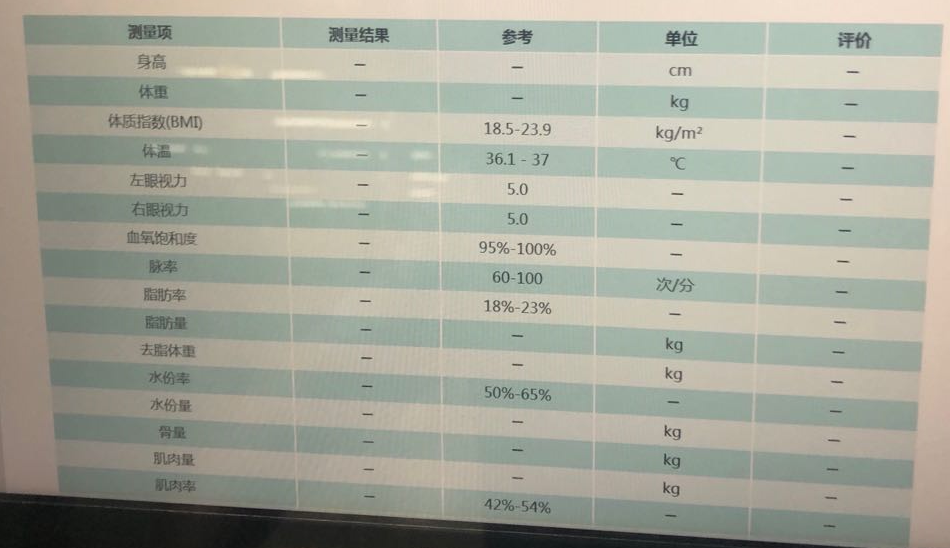 测量项 测量结果 参考 单位 评价
身高 — — cm —
体重 — — kg —
体质指数(BMI) — 18.5-23.9 kg/m² —
体温 — 36.1 - 37 ℃ —
左眼视力 — 5.0 — —
右眼视力 — 5.0 — —
血氧饱和度 — 95%-100% — —
脉率 — 60-100 次/分 —
脂肪率 — 18%-23% — —
脂肪量 — — kg —
去脂体重 — — kg —
水份率 — 50%-65% — —
水份量 — — kg —
骨量 — — kg —
肌肉量 — — kg —
肌肉率 — 42%-54% — —